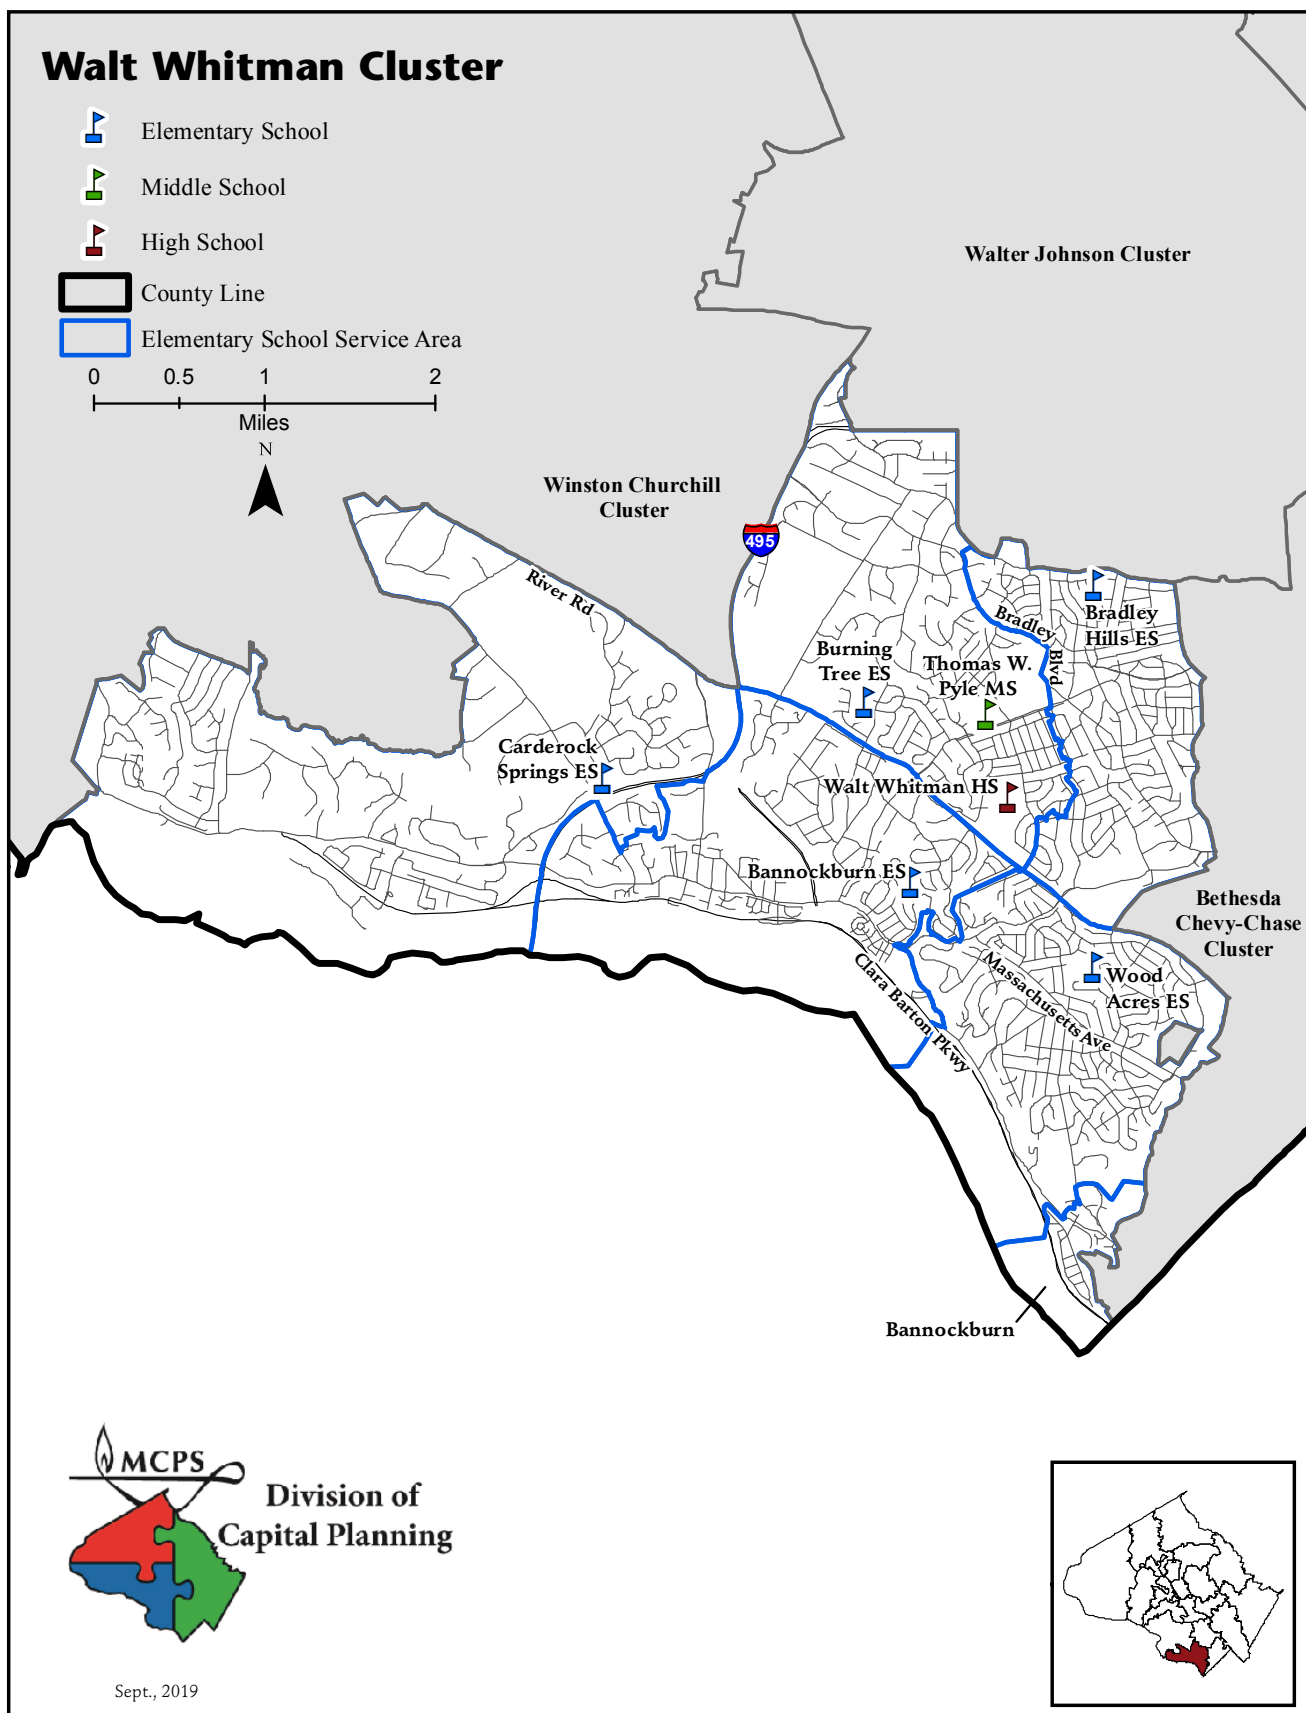 Walt Whitman Cluster
Elementary School
Middle School
High School
County Line
Elementary School Service Area
0 0.5 1 2
Miles
N
Walter Johnson Cluster
Winston Churchill
Cluster
495
River Rd
Bradley
Blvd
Bradley
Hills ES
Burning
Tree ES
Thomas W.
Pyle MS
Carderock
Springs ES
Walt Whitman HS
Bannockburn ES
Bethesda
Chevy-Chase
Cluster
Massachusetts Ave
Wood
Acres ES
Clara Barton Pkwy
Bannockburn
MCPS
Division of
Capital Planning
Sept., 2019